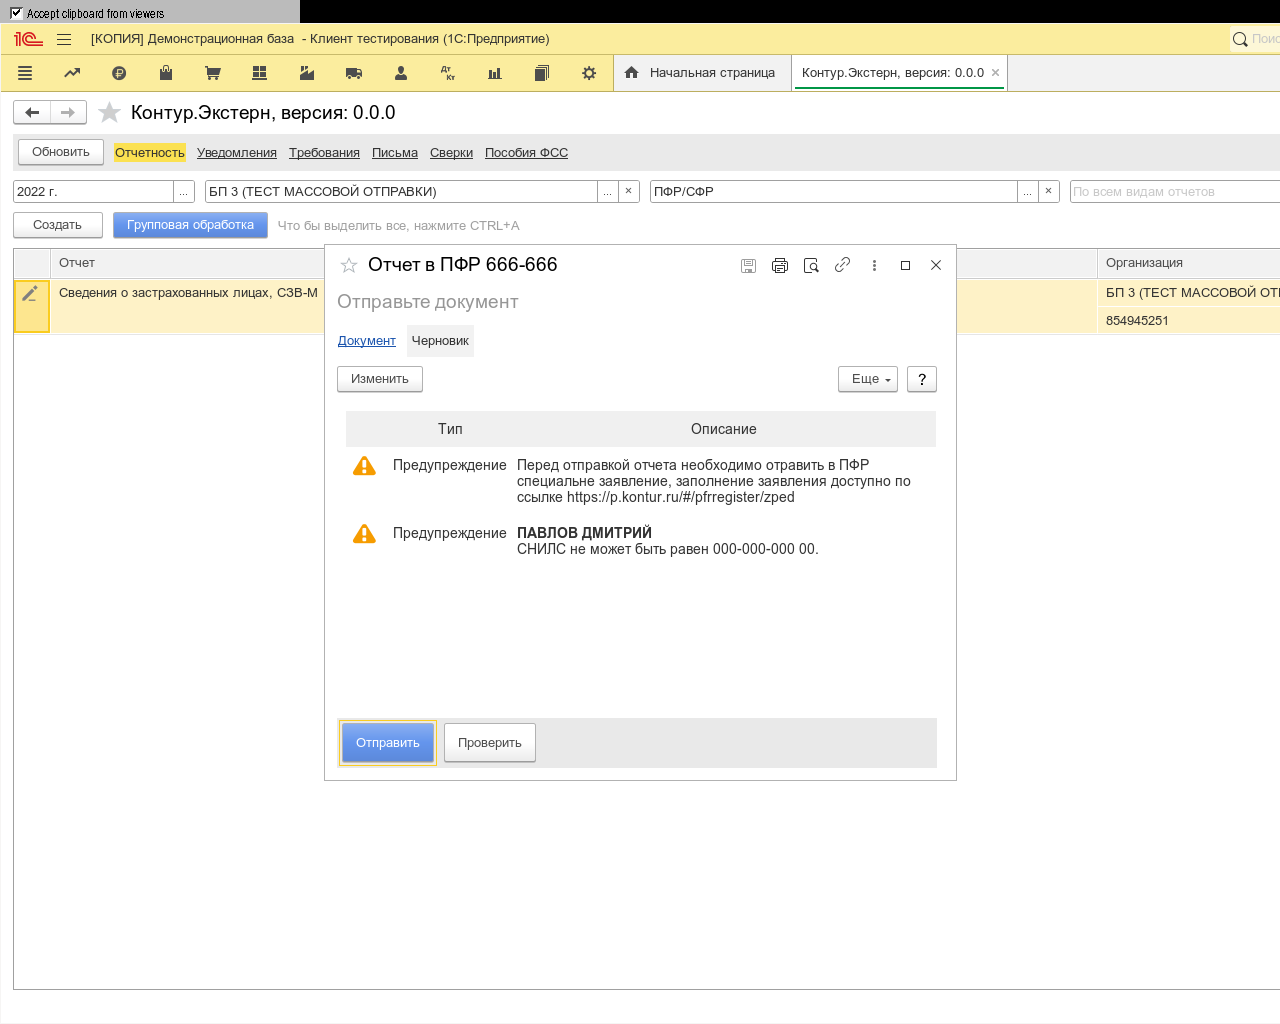 Accept clipboard from viewers
[КОПИЯ] Демонстрационная база - Клиент тестирования (1С:Предприятие)
Поис
Начальная страница
Контур.Экстерн, версия: 0.0.0
Контур.Экстерн, версия: 0.0.0
Обновить Отчетность Уведомления Требования Письма Сверки Пособия ФСС
2022 г. ... БП 3 (ТЕСТ МАССОВОЙ ОТПРАВКИ) ... × ПФР/СФР ... × По всем видам отчетов
Создать Групповая обработка Что бы выделить все, нажмите CTRL+A
Отчет Организация
Сведения о застрахованных лицах, СЗВ-М БП 3 (ТЕСТ МАССОВОЙ ОТП
854945251
Отчет в ПФР 666-666
Отправьте документ
Документ Черновик
Изменить Еще ?
Тип Описание
Предупреждение Перед отправкой отчета необходимо отравить в ПФР
специальне заявление, заполнение заявления доступно по
ссылке https://p.kontur.ru/#/pfrregister/zped
Предупреждение ПАВЛОВ ДМИТРИЙ
СНИЛС не может быть равен 000-000-000 00.
Отправить Проверить